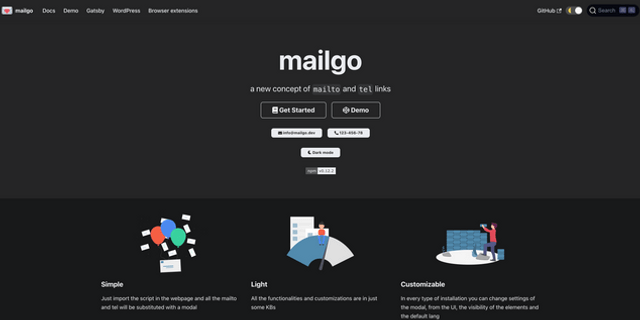 mailgo Docs Demo Gatsby WordPress Browser extensions GitHub Search
mailgo
a new concept of mailto and tel links
Get Started Demo
info@mailgo.dev 123-456-78
Dark mode
npm v0.12.2
Simple Light Customizable
Just import the script in the webpage and all the mailto
and tel will be substituted with a modal
All the functionalities and customizations are in just
some KBs
In every type of installation you can change settings of
the modal, from the UI, the visibility of the elements and
the default lang